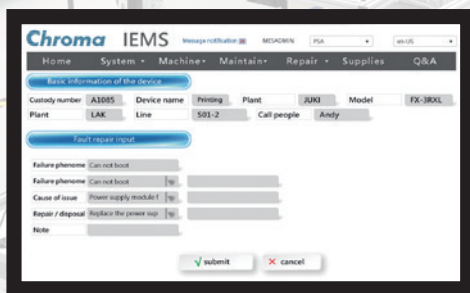 Chroma IEMS Message notification MESADMIN PSA en-US
Home System Machine Maintain Repair Supplies Q&A
Basic information of the device
Custody number A1085 Device name Printing Plant JUKI Model FX-3RXL
Plant LAK Line S01-2 Call people Andy
Fault repair input
Failure phenome Can not boot
Failure phenome Can not boot
Cause of issue Power supply module f
Repair / disposal Replace the power sup
Note
√ submit × cancel